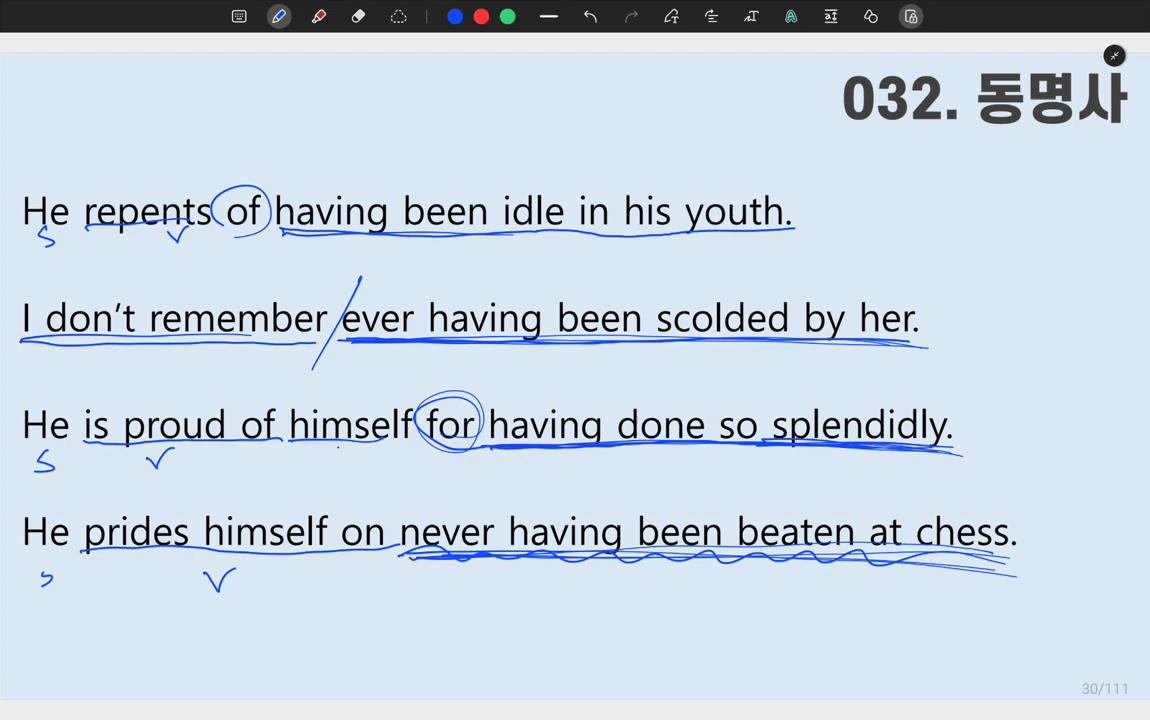 032. 동명사
He repents of having been idle in his youth.
S V
I don't remember ever having been scolded by her.
He is proud of himself for having done so splendidly.
S V
He prides himself on never having been beaten at chess.
S V
30/111